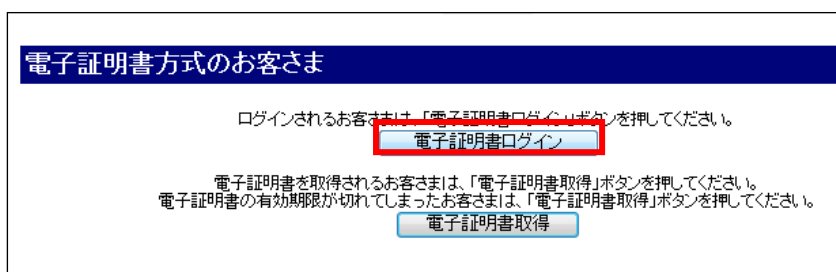 電子証明書方式のお客さま
ログインされるお客さまは、「電子証明書ログイン」ボタンを押してください。
電子証明書ログイン
電子証明書を取得されるお客さまは、「電子証明書取得」ボタンを押してください。
電子証明書の有効期限が切れてしまったお客さまは、「電子証明書取得」ボタンを押してください。
電子証明書取得